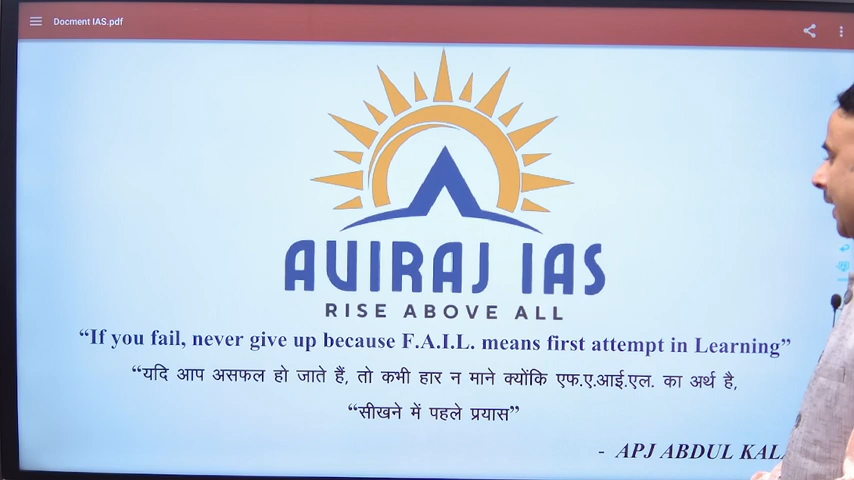 Docment IAS.pdf
AVIRAJ IAS
RISE ABOVE ALL
“If you fail, never give up because F.A.I.L. means first attempt in Learning”
“यदि आप असफल हो जाते हैं, तो कभी हार न माने क्योंकि एफ.ए.आई.एल. का अर्थ है,
“सीखने में पहले प्रयास”
- APJ ABDUL